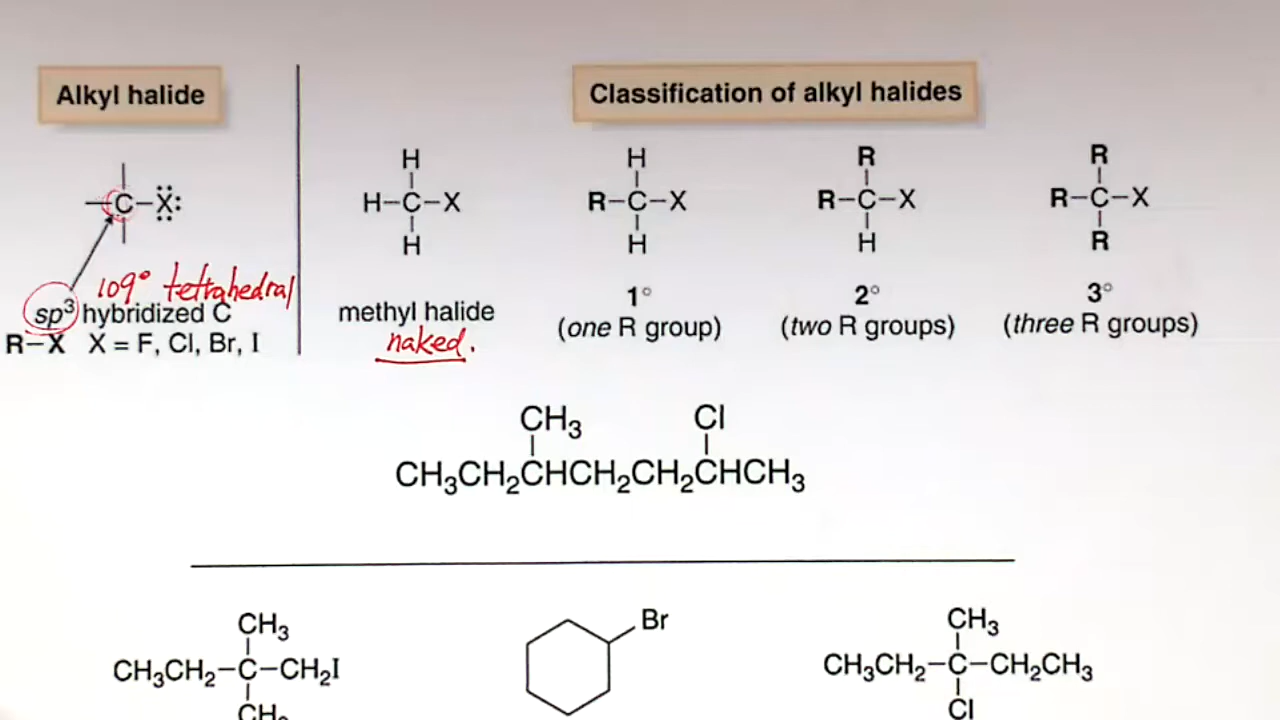 Alkyl halide
–C–X:
109° tetrahedral
sp³ hybridized C
R–X X = F, Cl, Br, I
Classification of alkyl halides
H
H–C–X
H
methyl halide
naked.
H
R–C–X
H
1°
(one R group)
R
R–C–X
H
2°
(two R groups)
R
R–C–X
R
3°
(three R groups)
CH₃ Cl
CH₃CH₂CHCH₂CH₂CHCH₃
CH₃
CH₃CH₂–C–CH₂I
Br
CH₃
CH₃CH₂–C–CH₂CH₃
Cl